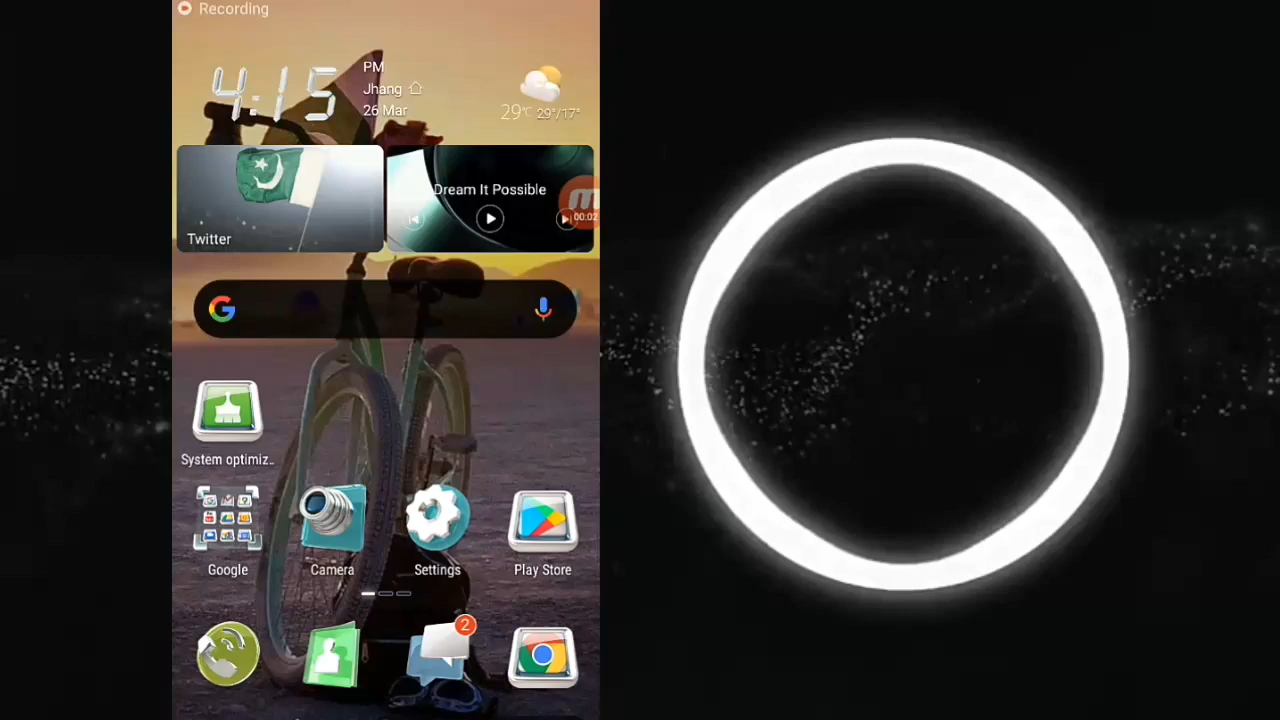 Recording
4:15
PM
Jhang
26 Mar
29°C 29°/17°
Twitter
Dream It Possible
00:02
System optimiz..
Google
Camera
Settings
Play Store
2